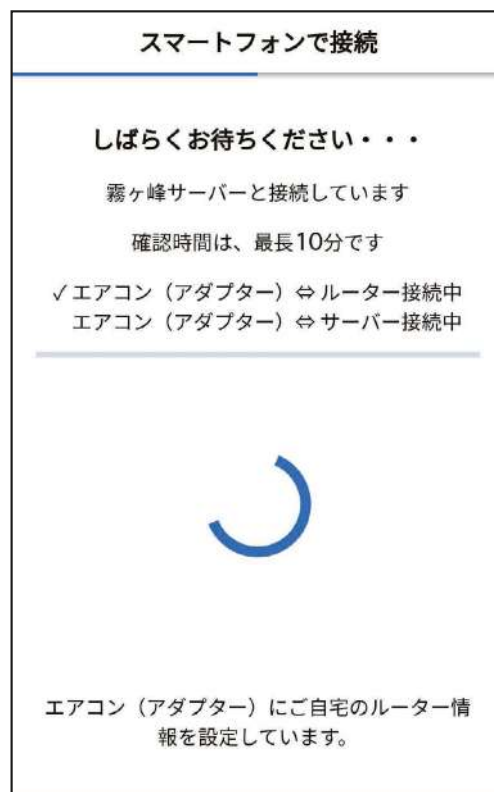 スマートフォンで接続
しばらくお待ちください・・・
霧ヶ峰サーバーと接続しています
確認時間は、最長10分です
✓エアコン（アダプター）⇔ルーター接続中
エアコン（アダプター）⇔サーバー接続中
エアコン（アダプター）にご自宅のルーター情
報を設定しています。